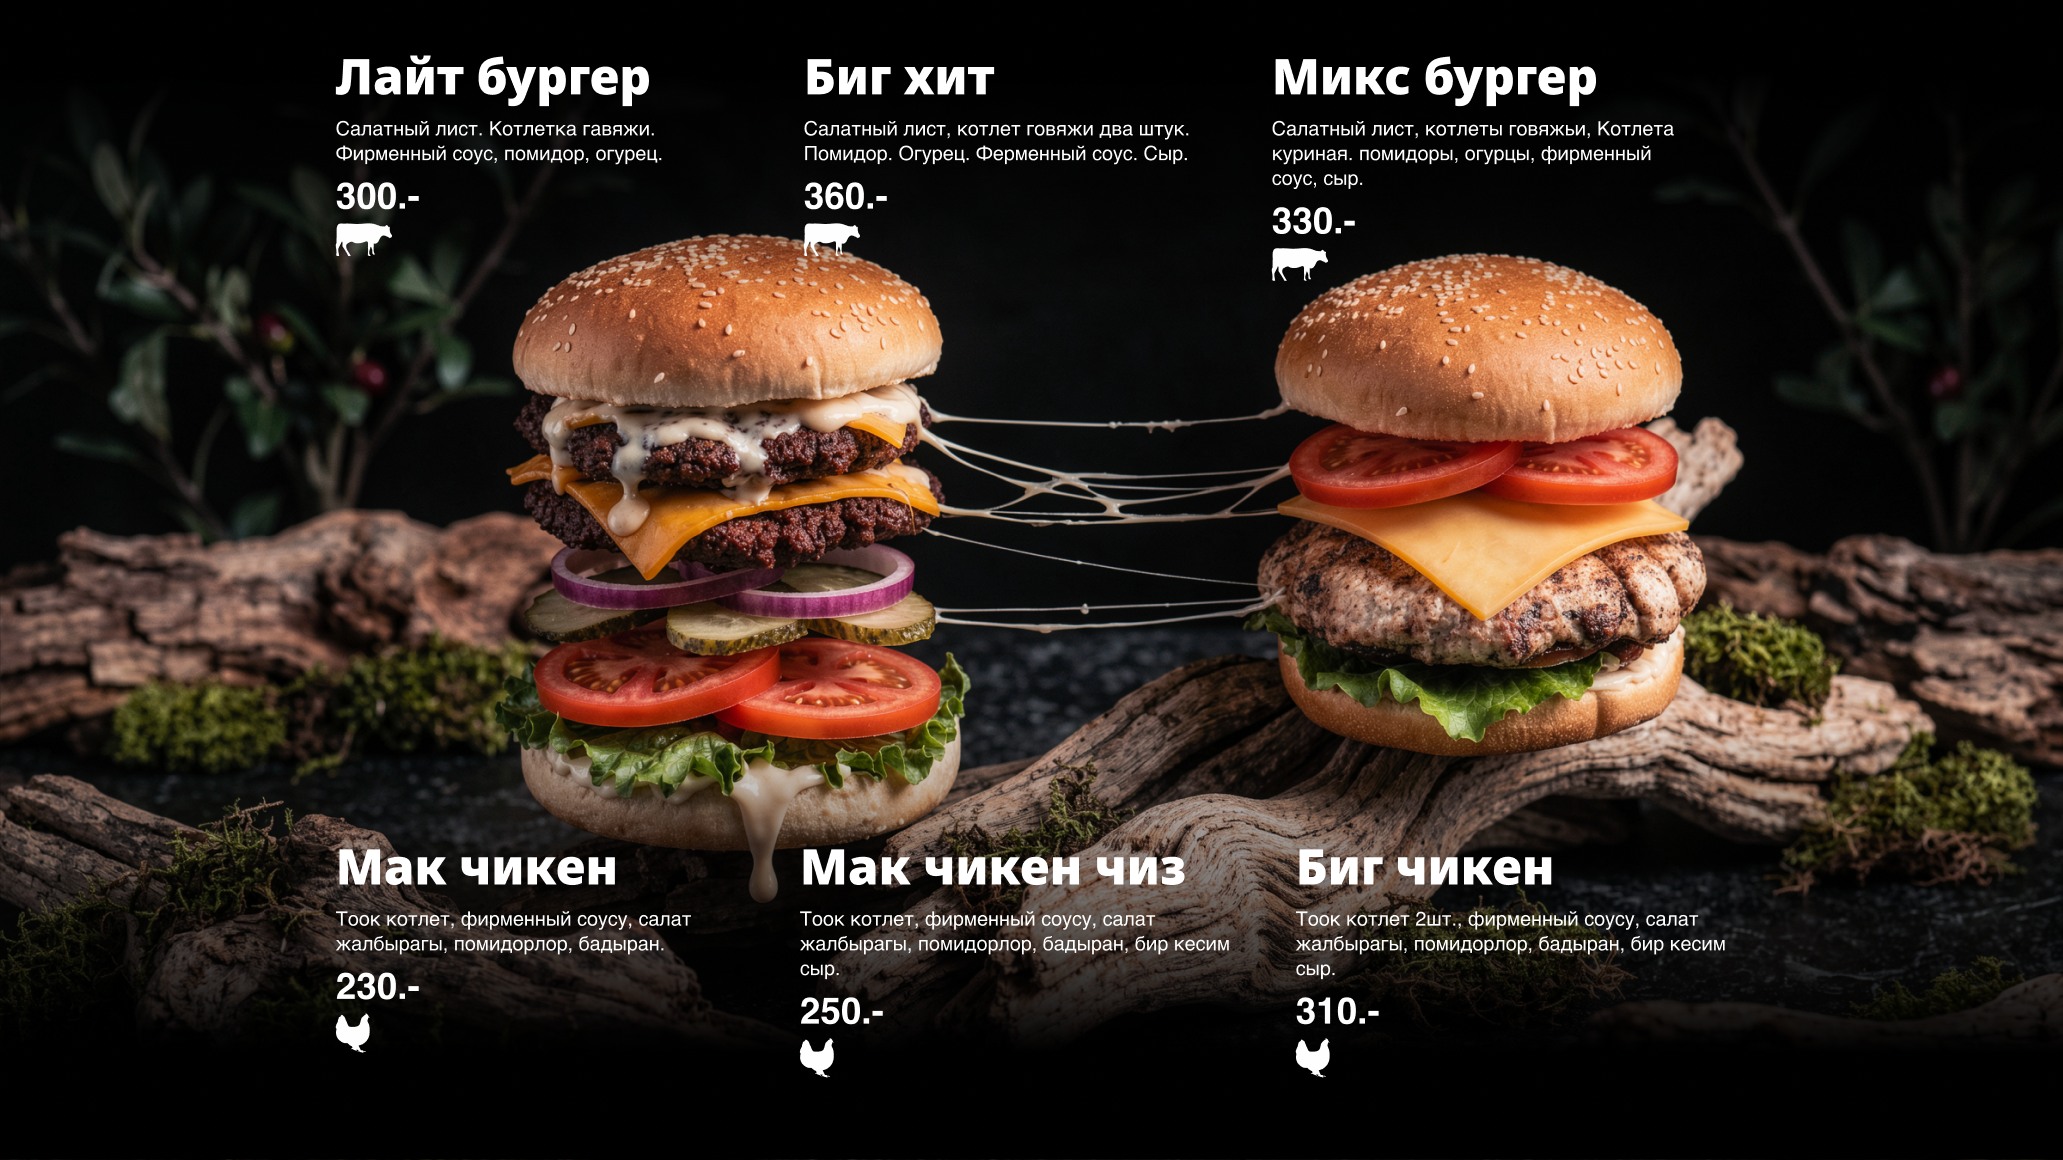 Лайт бургер
Салатный лист. Котлетка гавяжи.
Фирменный соус, помидор, огурец.
300.-
Биг хит
Салатный лист, котлет говяжи два штук.
Помидор. Огурец. Ферменный соус. Сыр.
360.-
Микс бургер
Салатный лист, котлеты говяжьи, Котлета
куриная. помидоры, огурцы, фирменный
соус, сыр.
330.-
Мак чикен
Тоок котлет, фирменный соусу, салат
жалбырагы, помидорлор, бадыран.
230.-
Мак чикен чиз
Тоок котлет, фирменный соусу, салат
жалбырагы, помидорлор, бадыран, бир кесим
сыр.
250.-
Биг чикен
Тоок котлет 2шт., фирменный соусу, салат
жалбырагы, помидорлор, бадыран, бир кесим
сыр.
310.-